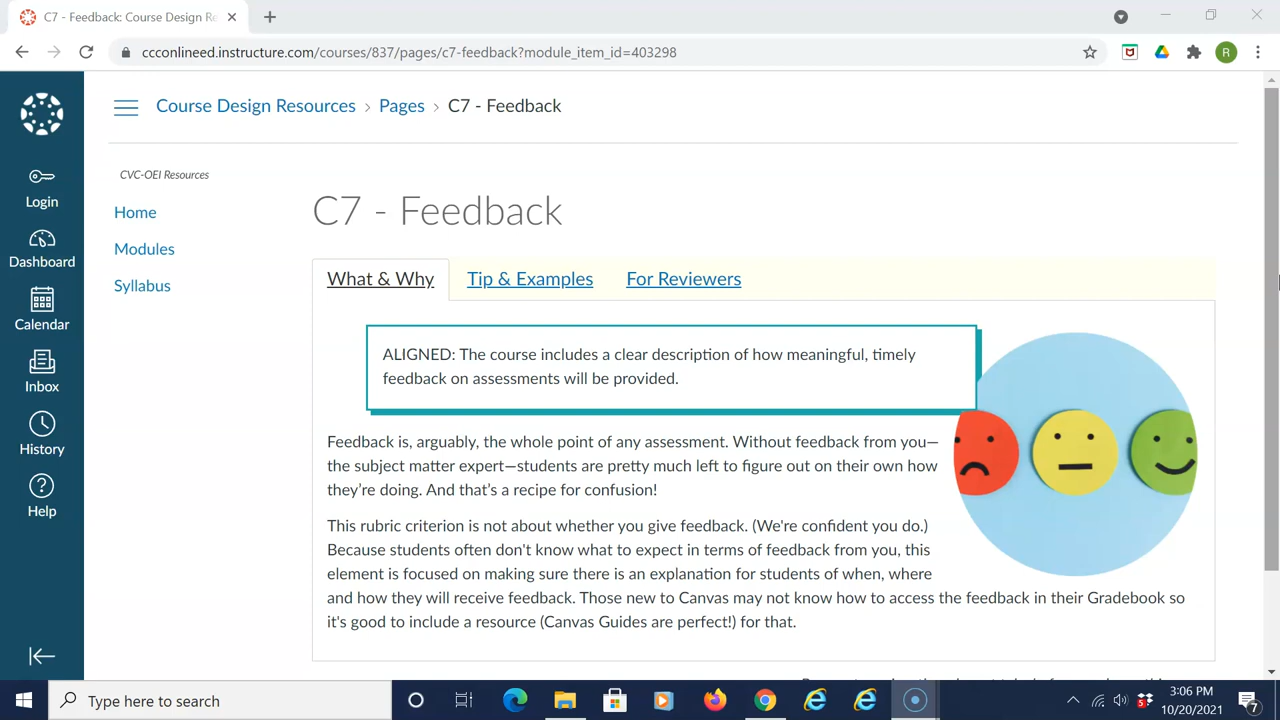 C7 - Feedback: Course Design Re
ccconlineed.instructure.com/courses/837/pages/c7-feedback?module_item_id=403298
R
Course Design Resources > Pages > C7 - Feedback
Login
Dashboard
Calendar
Inbox
History
Help
CVC-OEI Resources
Home
Modules
Syllabus
C7 - Feedback
What & Why Tip & Examples For Reviewers
ALIGNED: The course includes a clear description of how meaningful, timely
feedback on assessments will be provided.
Feedback is, arguably, the whole point of any assessment. Without feedback from you—
the subject matter expert—students are pretty much left to figure out on their own how
they’re doing. And that’s a recipe for confusion!
This rubric criterion is not about whether you give feedback. (We're confident you do.)
Because students often don't know what to expect in terms of feedback from you, this
element is focused on making sure there is an explanation for students of when, where
and how they will receive feedback. Those new to Canvas may not know how to access the feedback in their Gradebook so
it's good to include a resource (Canvas Guides are perfect!) for that.
Type here to search
3:06 PM
10/20/2021
7